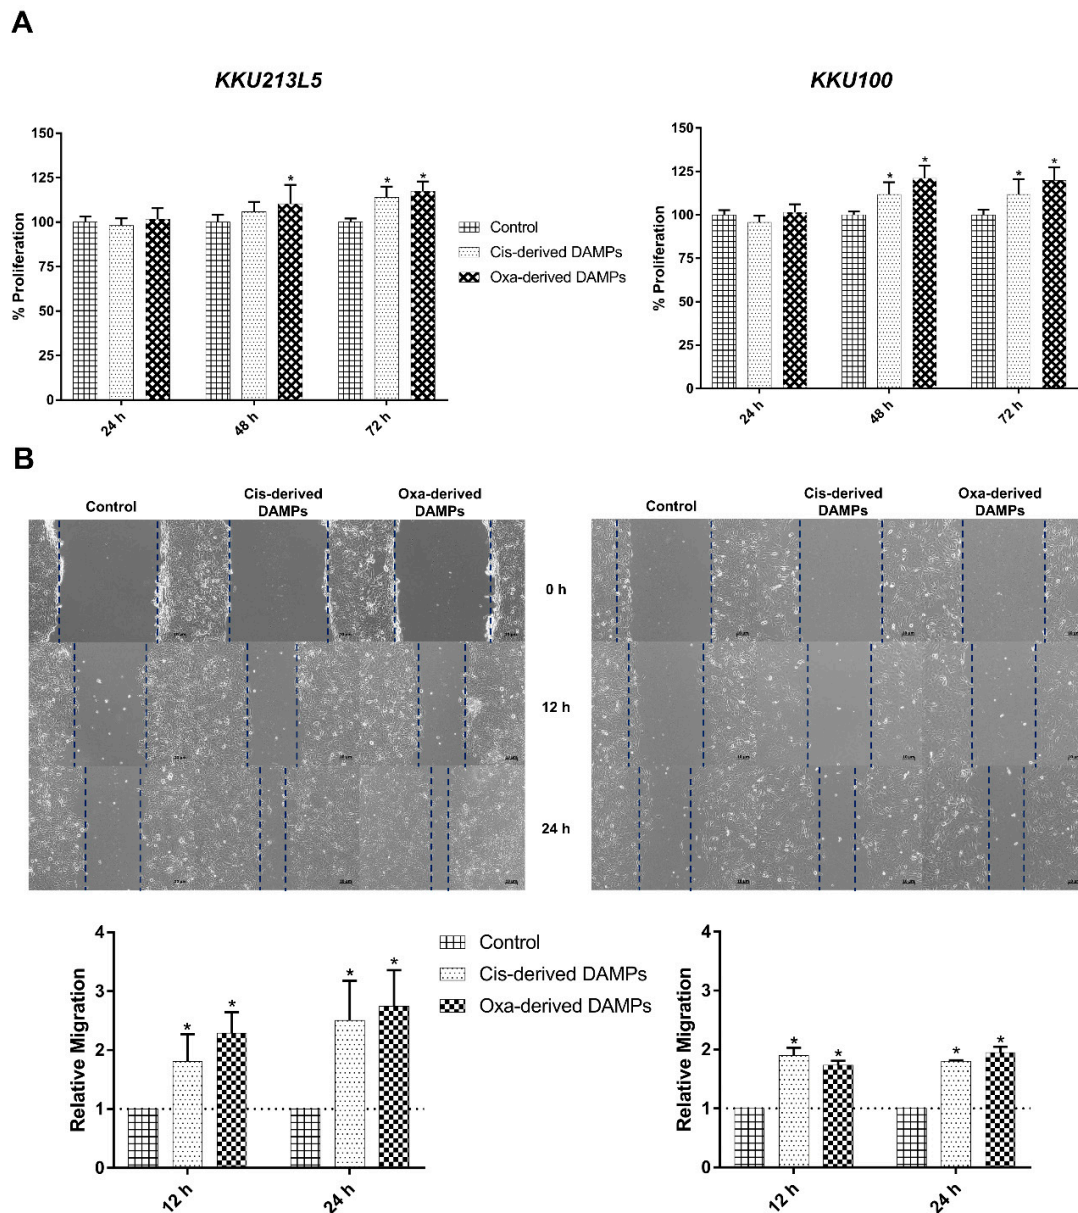 A
KKU213L5
KKU100
% Proliferation
150
125
100
75
50
25
0
*
*
*
24 h
48 h
72 h
Control
Cis-derived DAMPs
Oxa-derived DAMPs
% Proliferation
150
125
100
75
50
25
0
*
*
*
*
24 h
48 h
72 h
B
Control
Cis-derived
DAMPs
Oxa-derived
DAMPs
Control
Cis-derived
DAMPs
Oxa-derived
DAMPs
0 h
12 h
24 h
Relative Migration
4
3
2
1
0
*
*
*
*
12 h
24 h
Control
Cis-derived DAMPs
Oxa-derived DAMPs
Relative Migration
4
3
2
1
0
*
*
*
*
12 h
24 h